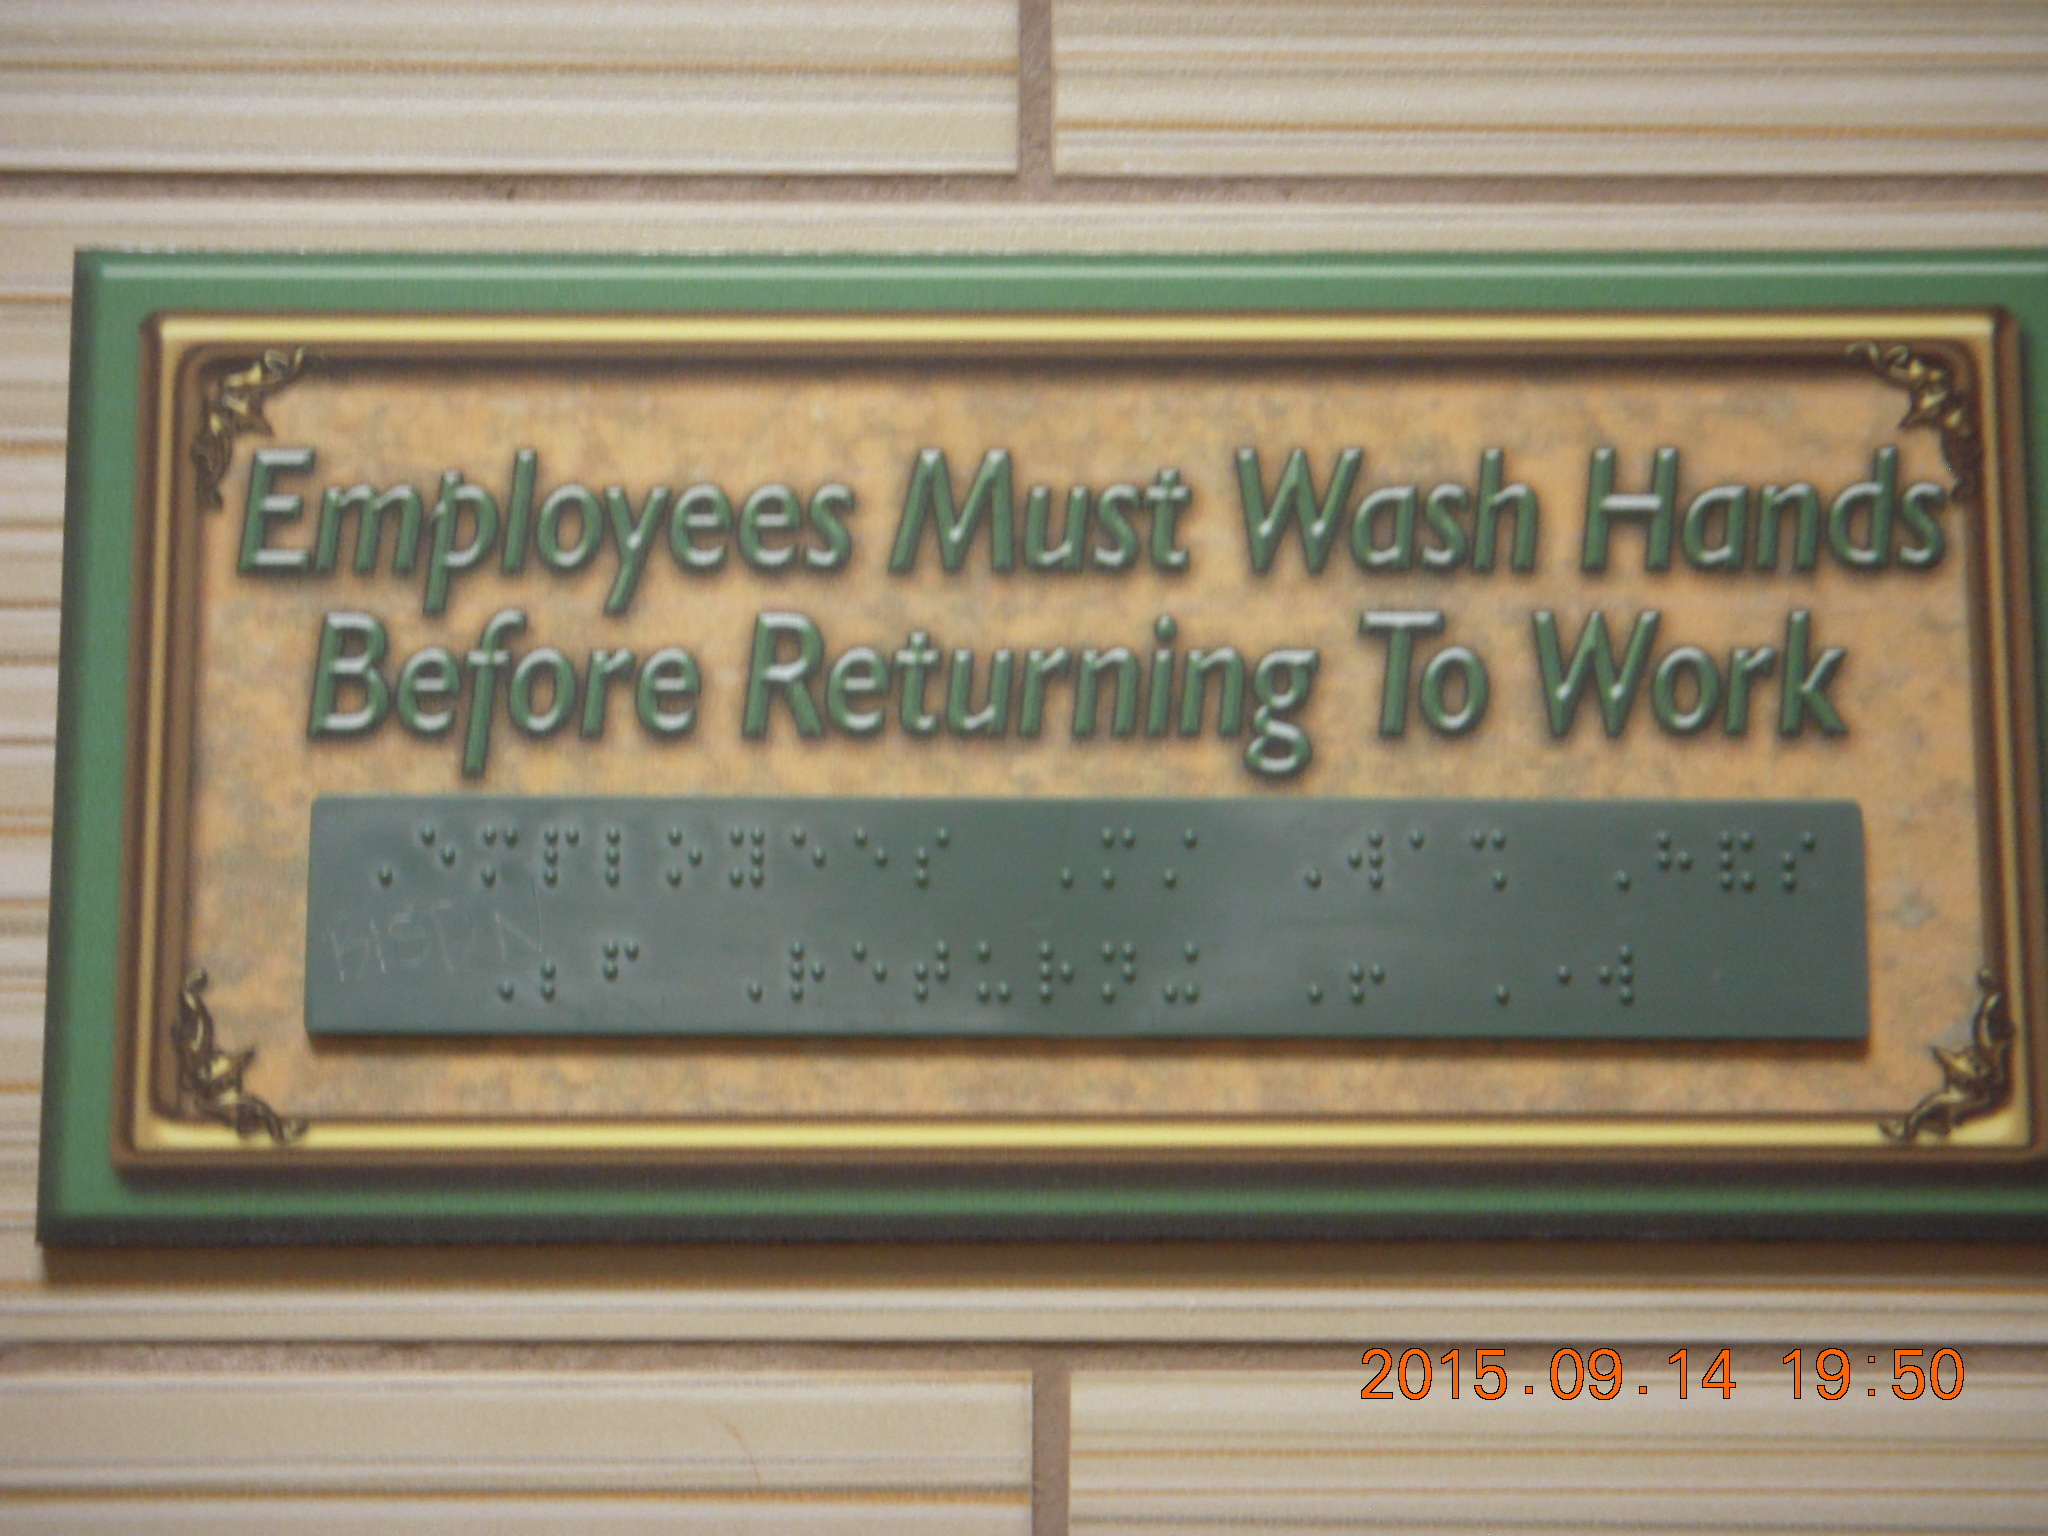 Employees Must Wash Hands
Before Returning To Work
2015.09.14 19:50